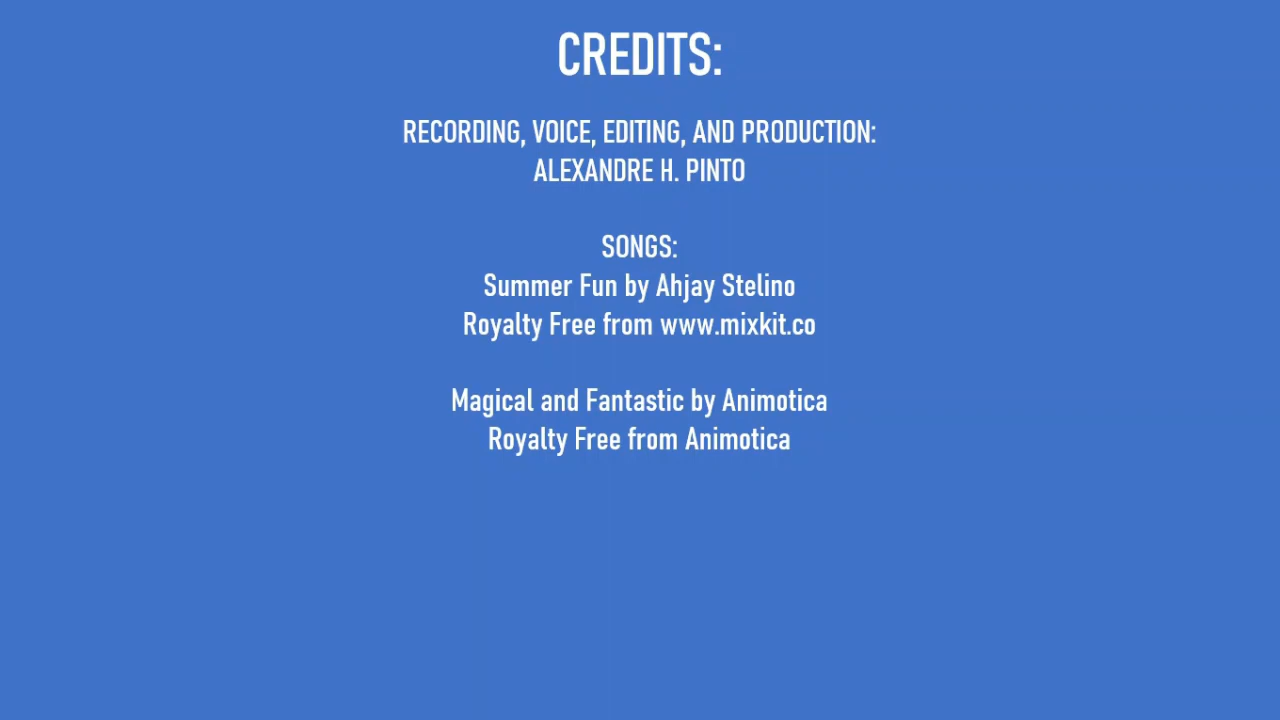 CREDITS:
RECORDING, VOICE, EDITING, AND PRODUCTION:
ALEXANDRE H. PINTO
SONGS:
Summer Fun by Ahjay Stelino
Royalty Free from www.mixkit.co
Magical and Fantastic by Animotica
Royalty Free from Animotica